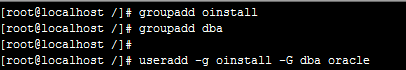 [root@localhost /]# groupadd oinstall
[root@localhost /]# groupadd dba
[root@localhost /]#
[root@localhost /]# useradd -g oinstall -G dba oracle